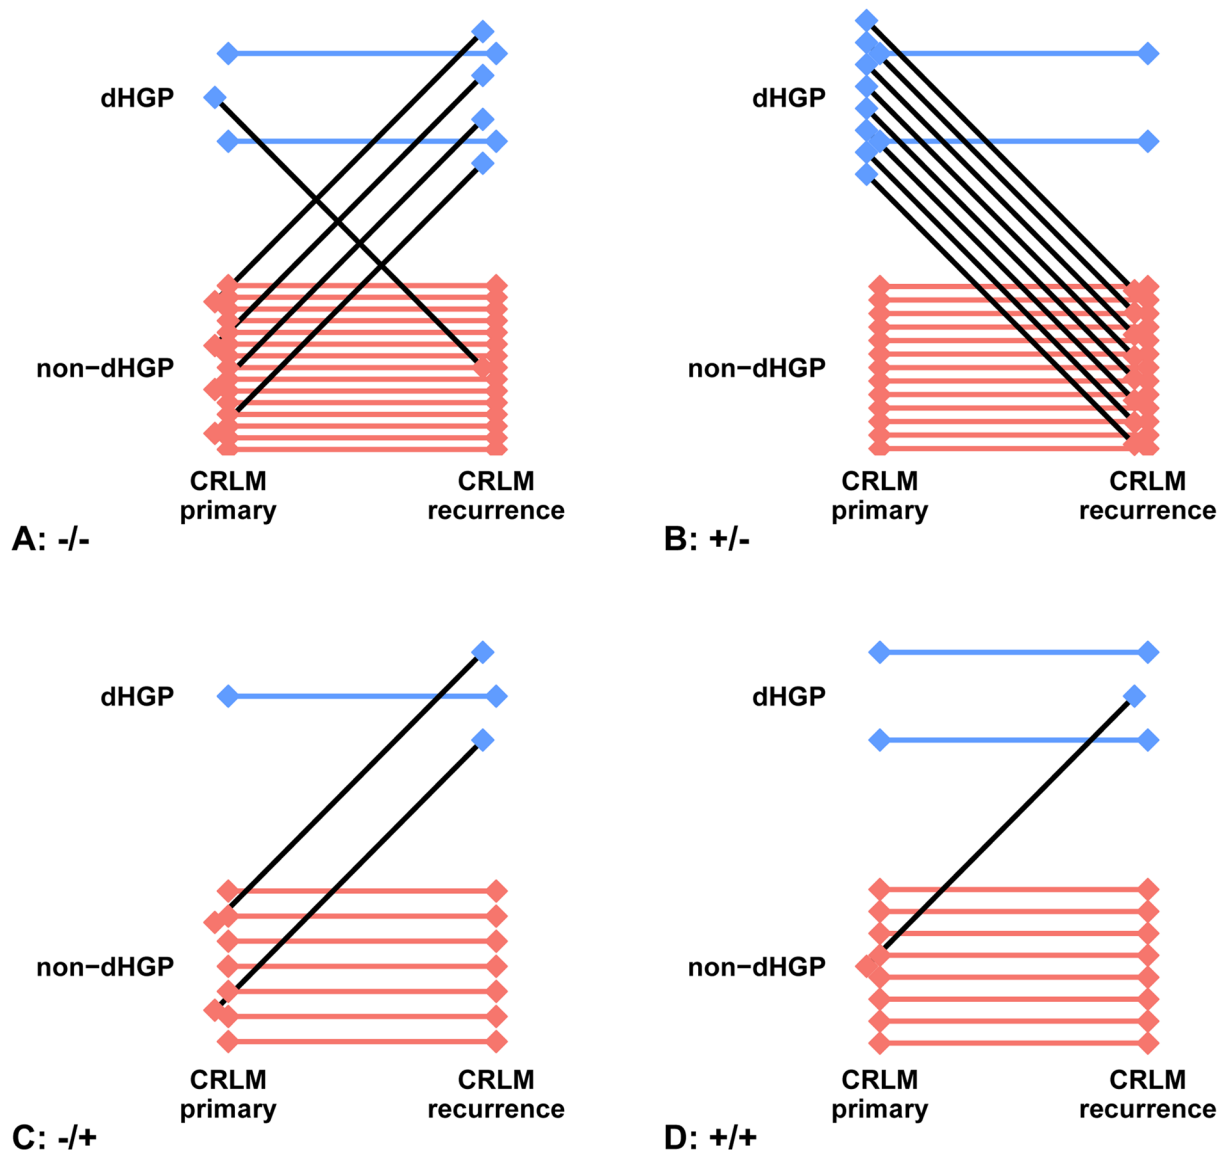 dHGP
non−dHGP
CRLM
primary
CRLM
recurrence
A: -/-
dHGP
non−dHGP
CRLM
primary
CRLM
recurrence
B: +/-
dHGP
non−dHGP
CRLM
primary
CRLM
recurrence
C: -/+
dHGP
non−dHGP
CRLM
primary
CRLM
recurrence
D: +/+